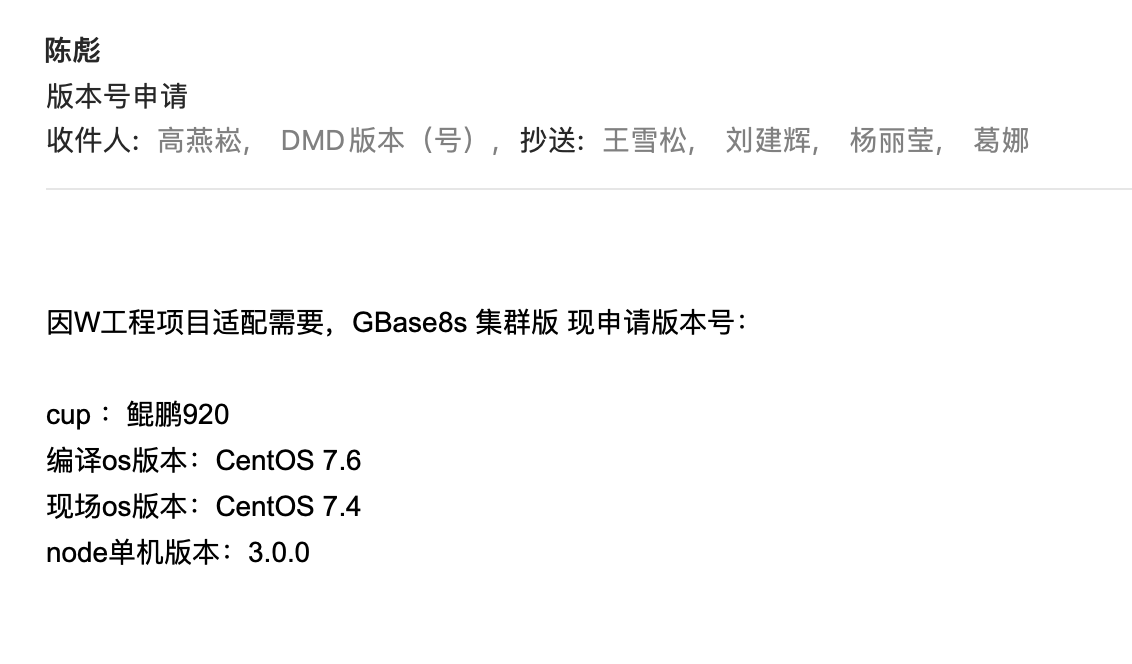 陈彪
版本号申请
收件人: 高燕崧, DMD版本（号）, 抄送: 王雪松, 刘建辉, 杨丽莹, 葛娜
因W工程项目适配需要，GBase8s 集群版 现申请版本号：
cup ：鲲鹏920
编译os版本：CentOS 7.6
现场os版本：CentOS 7.4
node单机版本：3.0.0